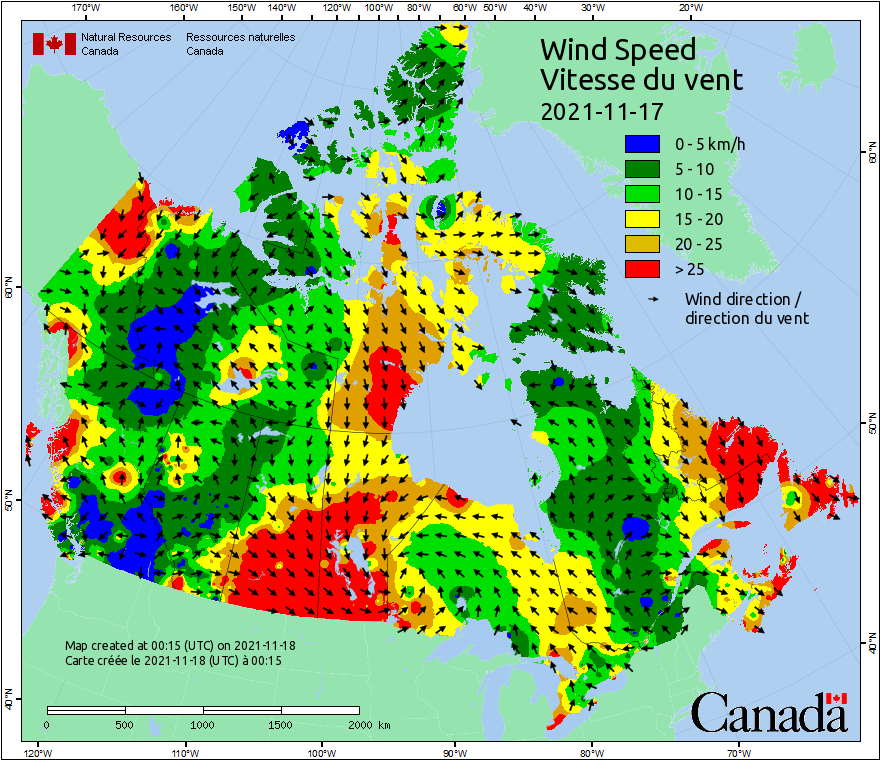 170°W 160°W 150°W 140°W 130°W 120°W 110°W 100°W 80°W 60°W 50°W 40°W 30°W 20°W
Natural Resources Canada
Ressources naturelles Canada
Wind Speed
Vitesse du vent
2021-11-17
0 - 5 km/h
5 - 10
10 - 15
15 - 20
20 - 25
> 25
Wind direction /
direction du vent
60°N
50°N
40°N
60°N
50°N
40°N
Map created at 00:15 (UTC) on 2021-11-18
Carte créée le 2021-11-18 (UTC) à 00:15
0 500 1000 1500 2000 km
Canada
120°W 110°W 100°W 90°W 80°W 70°W